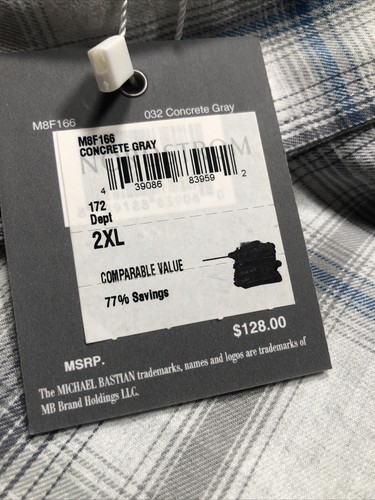 M8F166
032 Concrete Gray
M8F166
CONCRETE GRAY
4 39086 83959 2
172
Dept
2XL
COMPARABLE VALUE
77% Savings
$128.00
MSRP.
The MICHAEL BASTIAN trademarks, names and logos are trademarks of
MB Brand Holdings LLC.